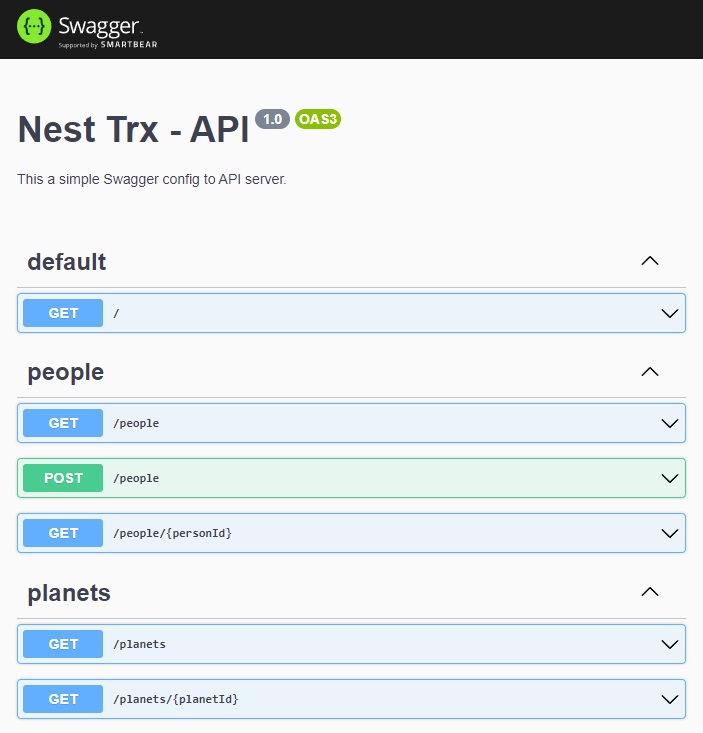 {···} Swagger™
Supported by SMARTBEAR
Nest Trx - API 1.0 OAS3
This a simple Swagger config to API server.
default
GET /
people
GET /people
POST /people
GET /people/{personId}
planets
GET /planets
GET /planets/{planetId}